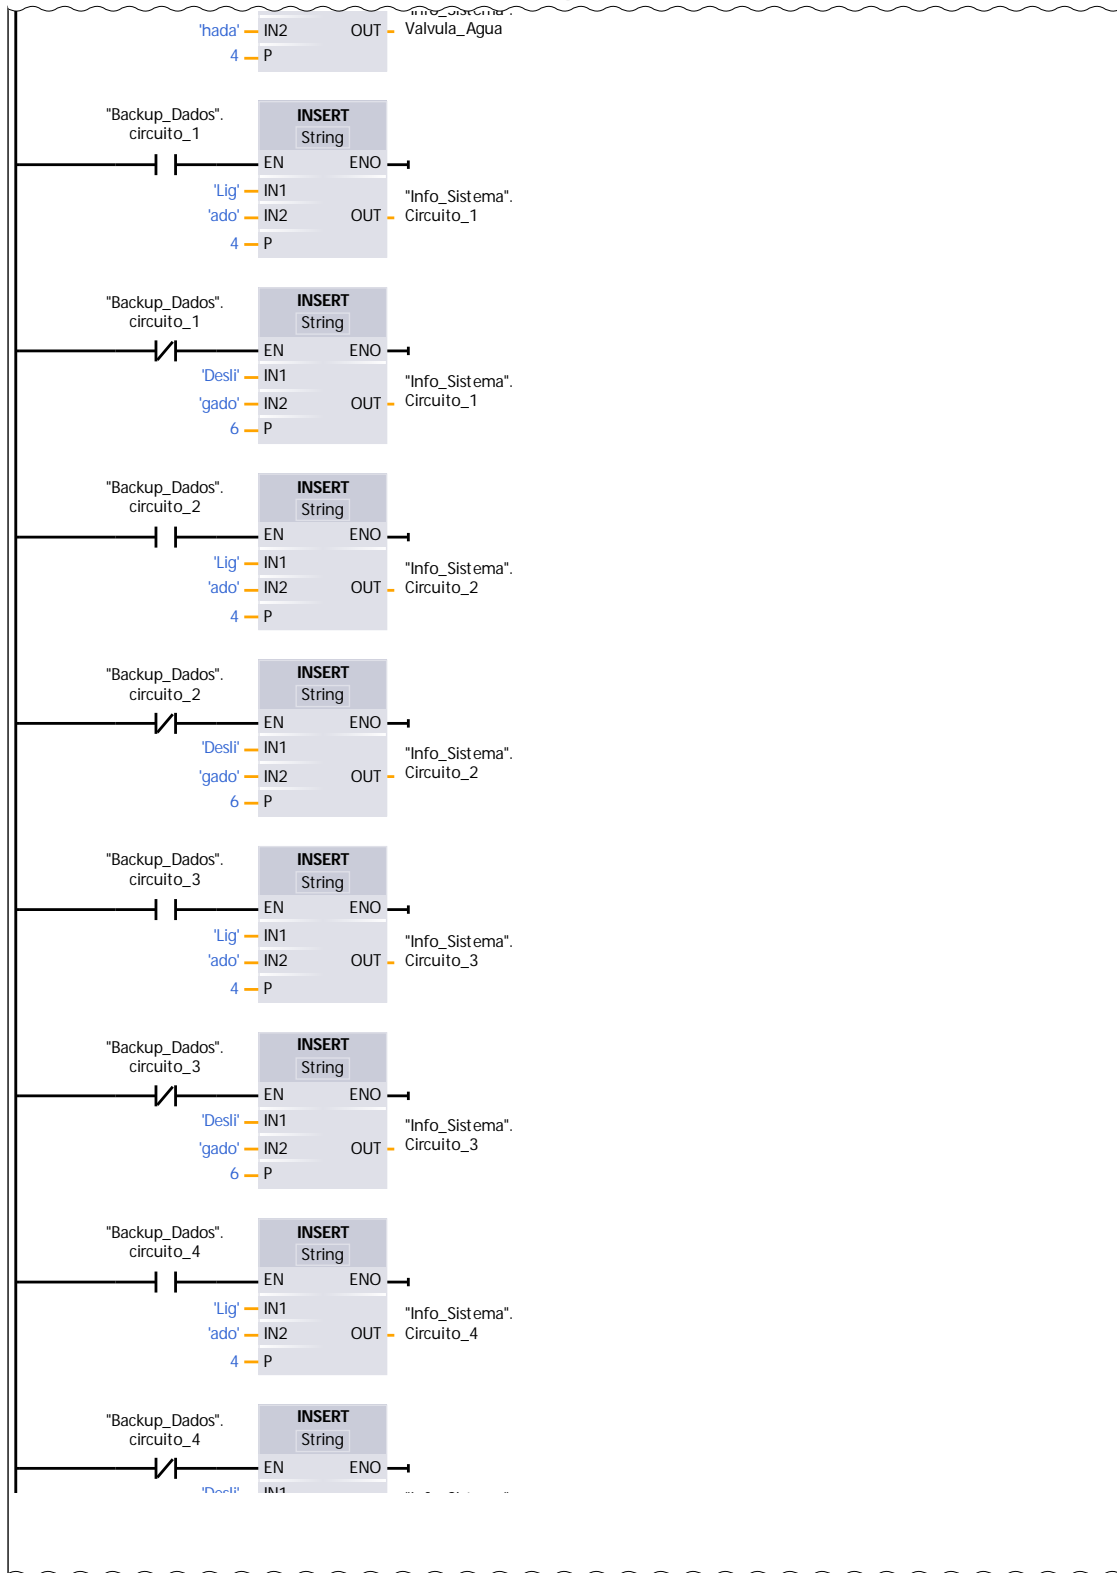 "Info_Sistema".
'hada' IN2 OUT Valvula_Agua
4 P
"Backup_Dados".
circuito_1
INSERT
String
EN ENO
'Lig' IN1
"Info_Sistema".
'ado' IN2 OUT Circuito_1
4 P
"Backup_Dados".
circuito_1
INSERT
String
EN ENO
'Desli' IN1
"Info_Sistema".
'gado' IN2 OUT Circuito_1
6 P
"Backup_Dados".
circuito_2
INSERT
String
EN ENO
'Lig' IN1
"Info_Sistema".
'ado' IN2 OUT Circuito_2
4 P
"Backup_Dados".
circuito_2
INSERT
String
EN ENO
'Desli' IN1
"Info_Sistema".
'gado' IN2 OUT Circuito_2
6 P
"Backup_Dados".
circuito_3
INSERT
String
EN ENO
'Lig' IN1
"Info_Sistema".
'ado' IN2 OUT Circuito_3
4 P
"Backup_Dados".
circuito_3
INSERT
String
EN ENO
'Desli' IN1
"Info_Sistema".
'gado' IN2 OUT Circuito_3
6 P
"Backup_Dados".
circuito_4
INSERT
String
EN ENO
'Lig' IN1
"Info_Sistema".
'ado' IN2 OUT Circuito_4
4 P
"Backup_Dados".
circuito_4
INSERT
String
EN ENO
'Desli' IN1